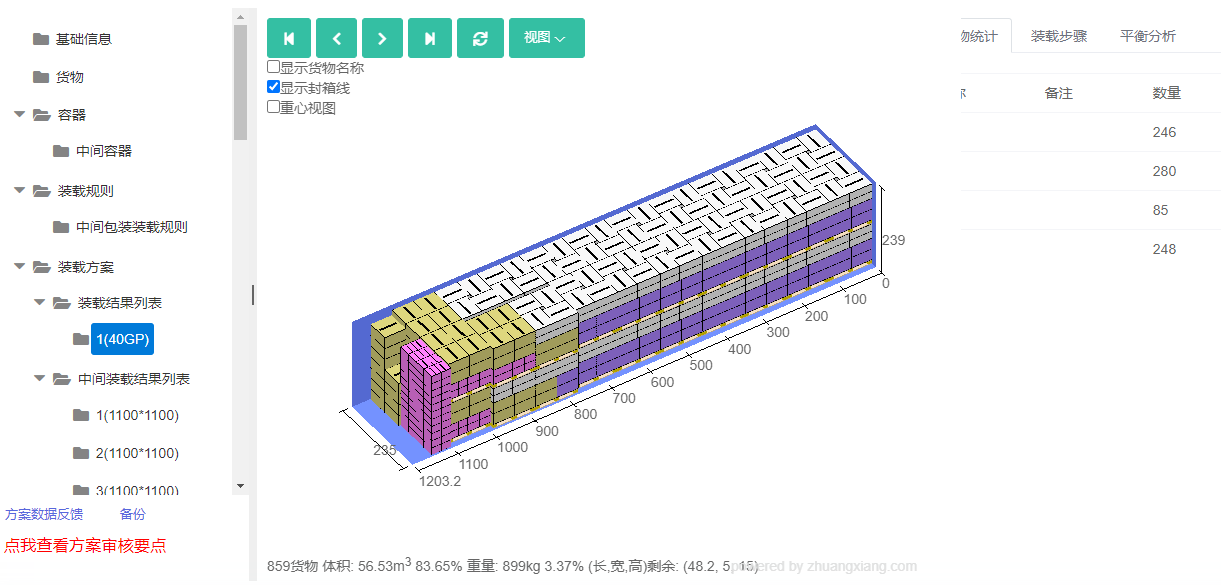 基础信息
货物
容器
中间容器
装载规则
中间包装装载规则
装载方案
装载结果列表
1(40GP)
中间装载结果列表
1(1100*1100)
2(1100*1100)
3(1100*1100)
方案数据反馈 备份
点我查看方案审核要点
视图
显示货物名称
显示封箱线
重心视图
239
0
100
200
300
400
500
600
700
800
900
1000
1100
1203.2
235
859货物 体积: 56.53m³ 83.65% 重量: 899kg 3.37% (长,宽,高)剩余: (48.2, 5, 15)
powered by zhuangxiang.com
物统计 装载步骤 平衡分析
备注 数量
246
280
85
248